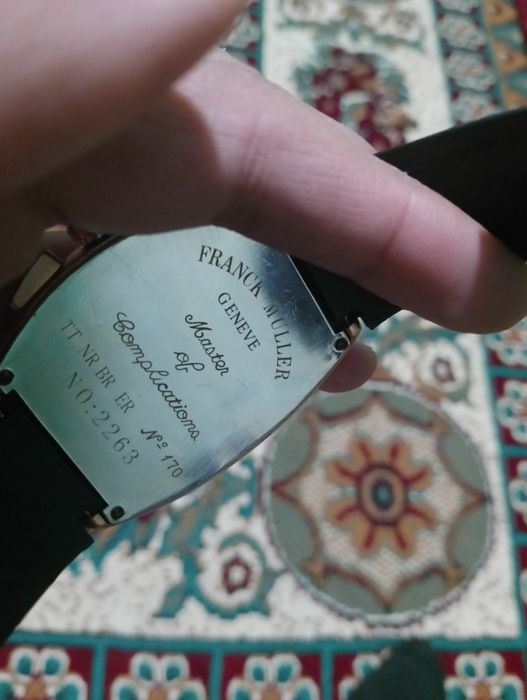 FRANCK MULLER
GENEVE
Master
of
Complications
Nº 170
TT NR BR ER
NO:2263